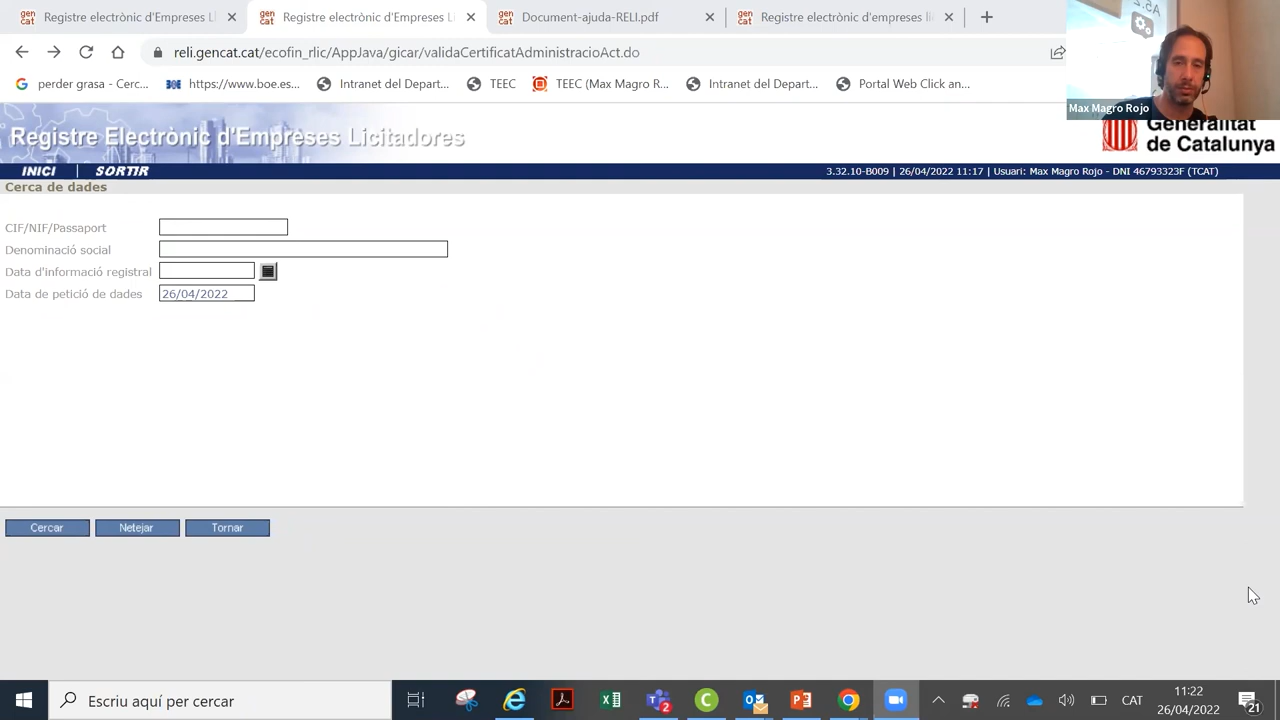 Registre electrònic d'Empreses L
Registre electrònic d'Empreses Li
Document-ajuda-RELI.pdf
Registre electrònic d'empreses li
reli.gencat.cat/ecofin_rlic/AppJava/gicar/validaCertificatAdministracioAct.do
perder grasa - Cerc...
https://www.boe.es...
Intranet del Depart...
TEEC
TEEC (Max Magro R...
Intranet del Depart...
Portal Web Click an...
A5.2
Max Magro Rojo
Registre Electrònic d'Empreses Licitadores
Generalitat
de Catalunya
INICI | SORTIR
3.32.10-B009 | 26/04/2022 11:17 | Usuari: Max Magro Rojo - DNI 46793323F (TCAT)
Cerca de dades
CIF/NIF/Passaport
Denominació social
Data d'informació registral
Data de petició de dades 26/04/2022
Cercar Netejar Tornar
Escriu aquí per cercar
2
CAT
11:22
26/04/2022
21